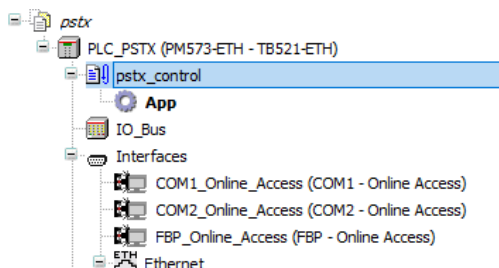 pstx
PLC_PSTX (PM573-ETH - TB521-ETH)
pstx_control
App
IO_Bus
Interfaces
COM1_Online_Access (COM1 - Online Access)
COM2_Online_Access (COM2 - Online Access)
FBP_Online_Access (FBP - Online Access)
ETH Ethernet